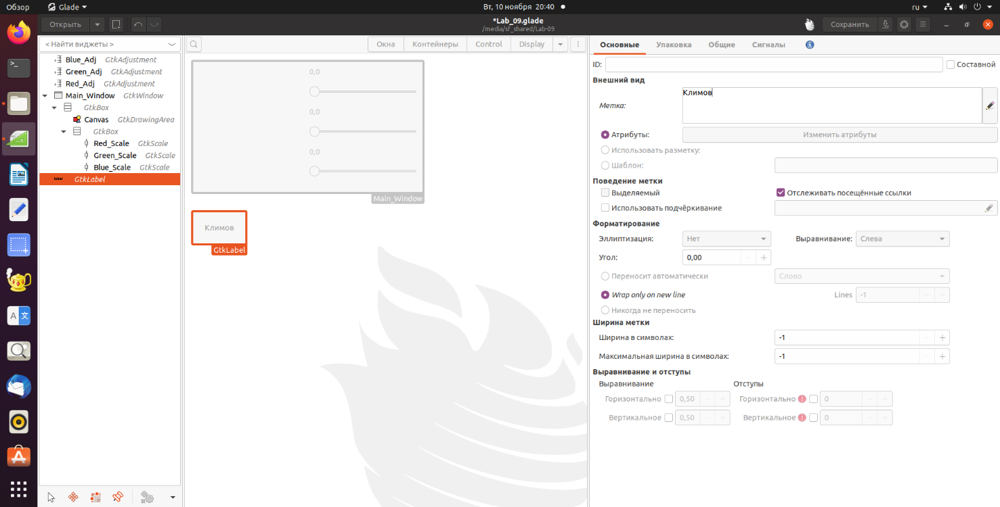 Обзор
Glade
Вт, 10 ноября 20:40
ru
Открыть
*Lab_09.glade
/media/sf_shared/Lab-09
Сохранить
< Найти виджеты >
Окна
Контейнеры
Control
Display
Основные
Упаковка
Общие
Сигналы
Blue_Adj GtkAdjustment
Green_Adj GtkAdjustment
Red_Adj GtkAdjustment
Main_Window GtkWindow
GtkBox
Canvas GtkDrawingArea
GtkBox
Red_Scale GtkScale
Green_Scale GtkScale
Blue_Scale GtkScale
label GtkLabel
0,0
0,0
0,0
Main_Window
Климов
GtkLabel
ID:
Составной
Внешний вид
Метка:
Климов
Атрибуты:
Изменить атрибуты
Использовать разметку:
Шаблон:
Поведение метки
Выделяемый
Отслеживать посещённые ссылки
Использовать подчёркивание
Форматирование
Эллиптизация:
Нет
Выравнивание:
Слева
Угол:
0,00
Переносит автоматически
Слово
Wrap only on new line
Lines
-1
Никогда не переносить
Ширина метки
Ширина в символах:
-1
Максимальная ширина в символах:
-1
Выравнивание и отступы
Выравнивание
Отступы
Горизонтально
0,50
Горизонтально
0
Вертикальное
0,50
Вертикальное
0